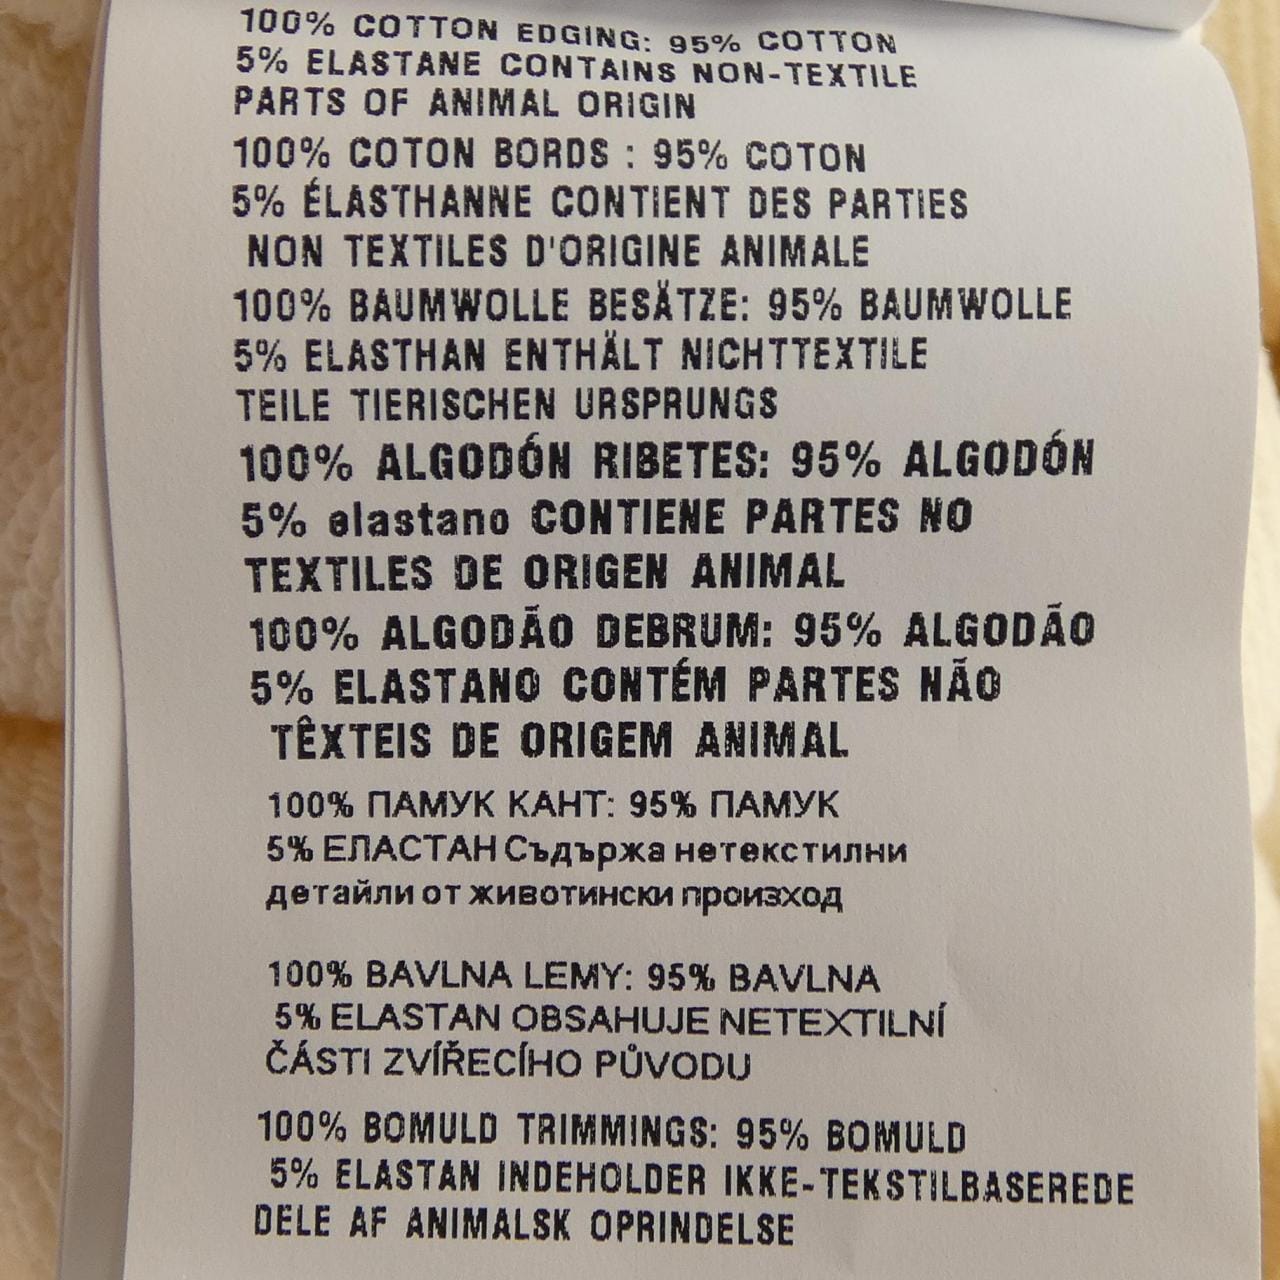 100% COTTON EDGING: 95% COTTON
5% ELASTANE CONTAINS NON-TEXTILE
PARTS OF ANIMAL ORIGIN
100% COTON BORDS : 95% COTON
5% ÉLASTHANNE CONTIENT DES PARTIES
NON TEXTILES D'ORIGINE ANIMALE
100% BAUMWOLLE BESÄTZE: 95% BAUMWOLLE
5% ELASTHAN ENTHÄLT NICHTTEXTILE
TEILE TIERISCHEN URSPRUNGS
100% ALGODÓN RIBETES: 95% ALGODÓN
5% elastano CONTIENE PARTES NO
TEXTILES DE ORIGEN ANIMAL
100% ALGODÃO DEBRUM: 95% ALGODÃO
5% ELASTANO CONTÉM PARTES NÃO
TÊXTEIS DE ORIGEM ANIMAL
100% ПАМУК КАНТ: 95% ПАМУК
5% ЕЛАСТАН Съдържа нетекстилни
детайли от животински произход
100% BAVLNA LEMY: 95% BAVLNA
5% ELASTAN OBSAHUJE NETEXTILNÍ
ČÁSTI ZVÍŘECÍHO PŮVODU
100% BOMULD TRIMMINGS: 95% BOMULD
5% ELASTAN INDEHOLDER IKKE-TEKSTILBASEREDE
DELE AF ANIMALSK OPRINDELSE